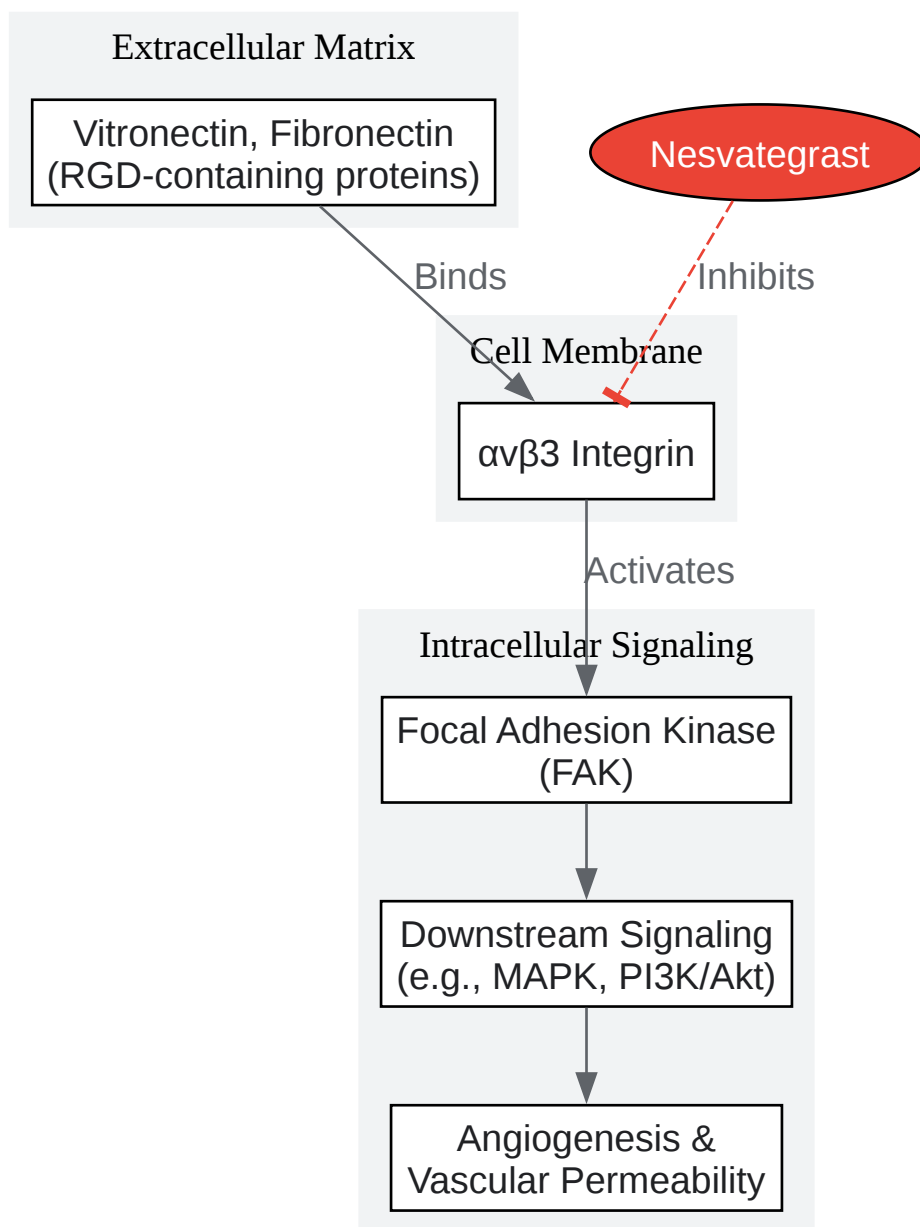 Extracellular Matrix
Vitronectin, Fibronectin
(RGD-containing proteins)
Nesvategrast
Binds
Inhibits
Cell Membrane
αvβ3 Integrin
Activates
Intracellular Signaling
Focal Adhesion Kinase
(FAK)
Downstream Signaling
(e.g., MAPK, PI3K/Akt)
Angiogenesis &
Vascular Permeability